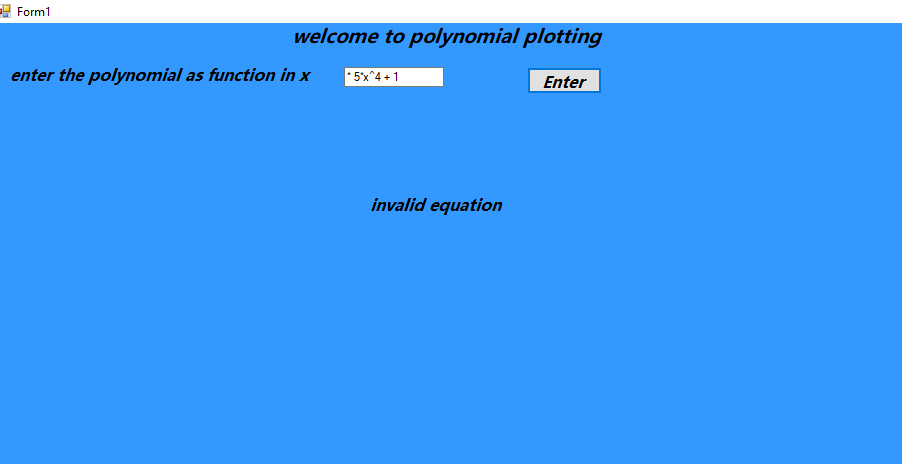 Form1
welcome to polynomial plotting
enter the polynomial as function in x
* 5*x^4 + 1
Enter
invalid equation